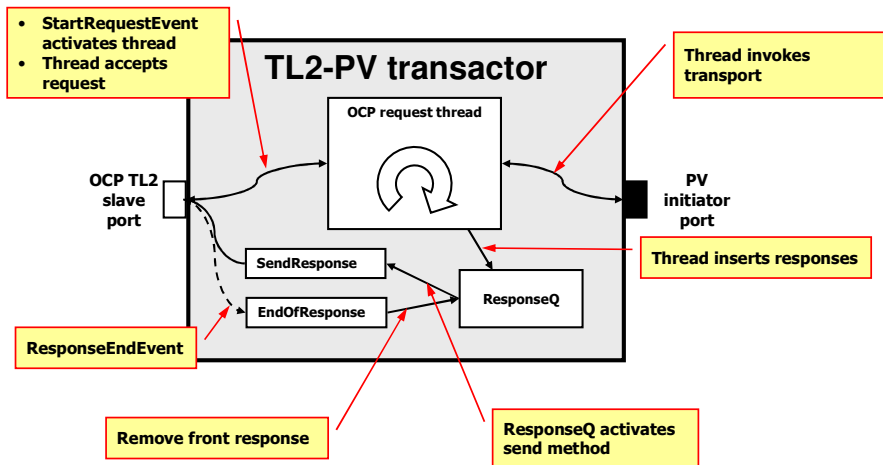 • StartRequestEvent
activates thread
• Thread accepts
request
TL2-PV transactor
Thread invokes
transport
OCP request thread
OCP TL2
slave
port
PV
initiator
port
SendResponse
Thread inserts responses
ResponseQ
EndOfResponse
ResponseEndEvent
Remove front response
ResponseQ activates
send method